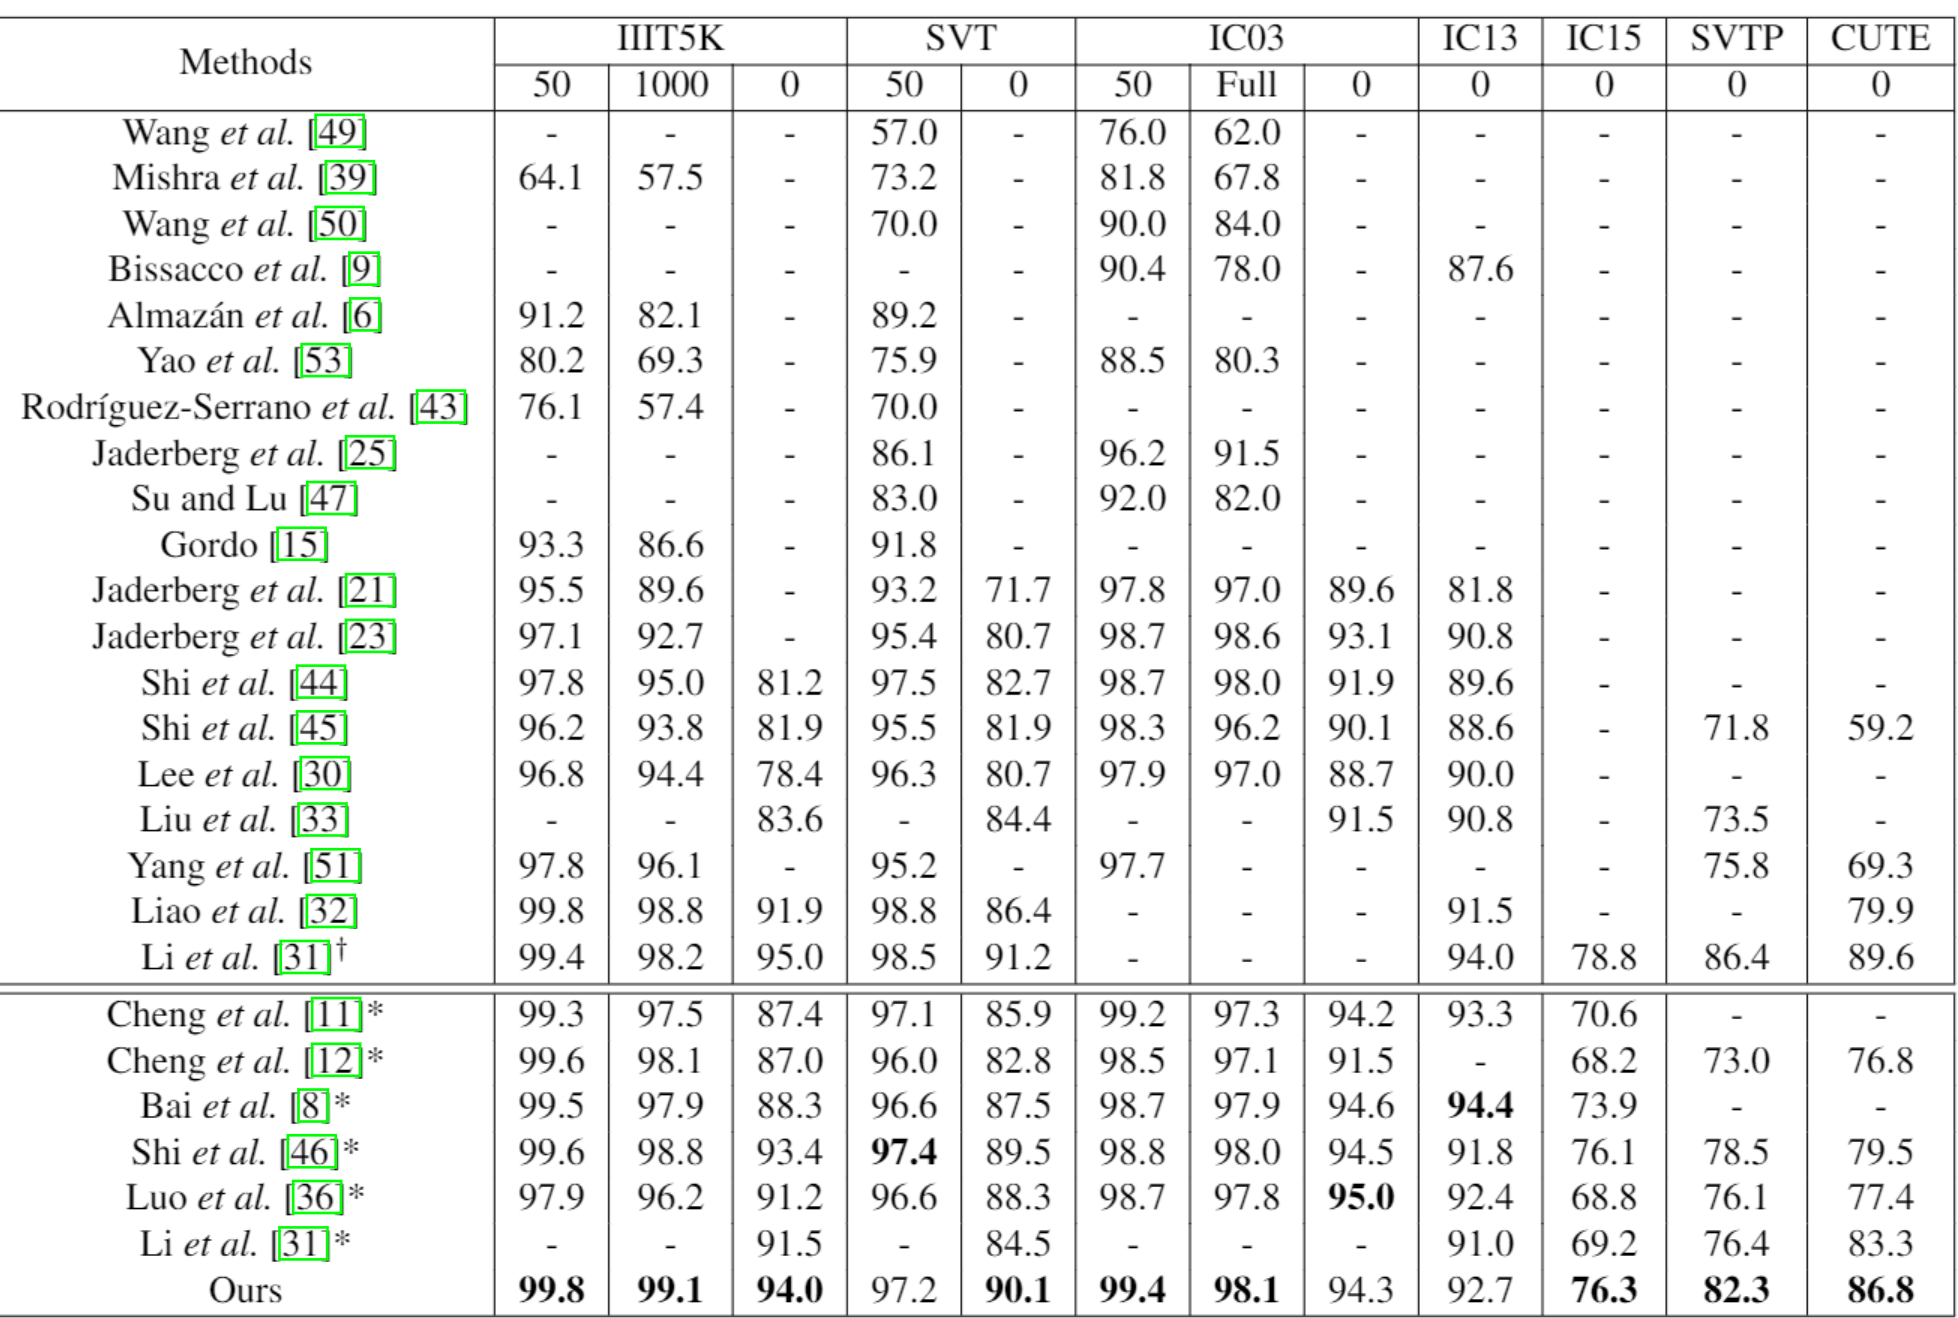 Methods IIIT5K SVT IC03 IC13 IC15 SVTP CUTE
50 1000 0 50 0 50 Full 0 0 0 0 0
Wang et al. [49] - - - 57.0 - 76.0 62.0 - - - - -
Mishra et al. [39] 64.1 57.5 - 73.2 - 81.8 67.8 - - - - -
Wang et al. [50] - - - 70.0 - 90.0 84.0 - - - - -
Bissacco et al. [9] - - - - - 90.4 78.0 - 87.6 - - -
Almazán et al. [6] 91.2 82.1 - 89.2 - - - - - - - -
Yao et al. [53] 80.2 69.3 - 75.9 - 88.5 80.3 - - - - -
Rodríguez-Serrano et al. [43] 76.1 57.4 - 70.0 - - - - - - - -
Jaderberg et al. [25] - - - 86.1 - 96.2 91.5 - - - - -
Su and Lu [47] - - - 83.0 - 92.0 82.0 - - - - -
Gordo [15] 93.3 86.6 - 91.8 - - - - - - - -
Jaderberg et al. [21] 95.5 89.6 - 93.2 71.7 97.8 97.0 89.6 81.8 - - -
Jaderberg et al. [23] 97.1 92.7 - 95.4 80.7 98.7 98.6 93.1 90.8 - - -
Shi et al. [44] 97.8 95.0 81.2 97.5 82.7 98.7 98.0 91.9 89.6 - - -
Shi et al. [45] 96.2 93.8 81.9 95.5 81.9 98.3 96.2 90.1 88.6 - 71.8 59.2
Lee et al. [30] 96.8 94.4 78.4 96.3 80.7 97.9 97.0 88.7 90.0 - - -
Liu et al. [33] - - 83.6 - 84.4 - - 91.5 90.8 - 73.5 -
Yang et al. [51] 97.8 96.1 - 95.2 - 97.7 - - - - 75.8 69.3
Liao et al. [32] 99.8 98.8 91.9 98.8 86.4 - - - 91.5 - - 79.9
Li et al. [31]† 99.4 98.2 95.0 98.5 91.2 - - - 94.0 78.8 86.4 89.6
Cheng et al. [11]* 99.3 97.5 87.4 97.1 85.9 99.2 97.3 94.2 93.3 70.6 - -
Cheng et al. [12]* 99.6 98.1 87.0 96.0 82.8 98.5 97.1 91.5 - 68.2 73.0 76.8
Bai et al. [8]* 99.5 97.9 88.3 96.6 87.5 98.7 97.9 94.6 94.4 73.9 - -
Shi et al. [46]* 99.6 98.8 93.4 97.4 89.5 98.8 98.0 94.5 91.8 76.1 78.5 79.5
Luo et al. [36]* 97.9 96.2 91.2 96.6 88.3 98.7 97.8 95.0 92.4 68.8 76.1 77.4
Li et al. [31]* - - 91.5 - 84.5 - - - 91.0 69.2 76.4 83.3
Ours 99.8 99.1 94.0 97.2 90.1 99.4 98.1 94.3 92.7 76.3 82.3 86.8